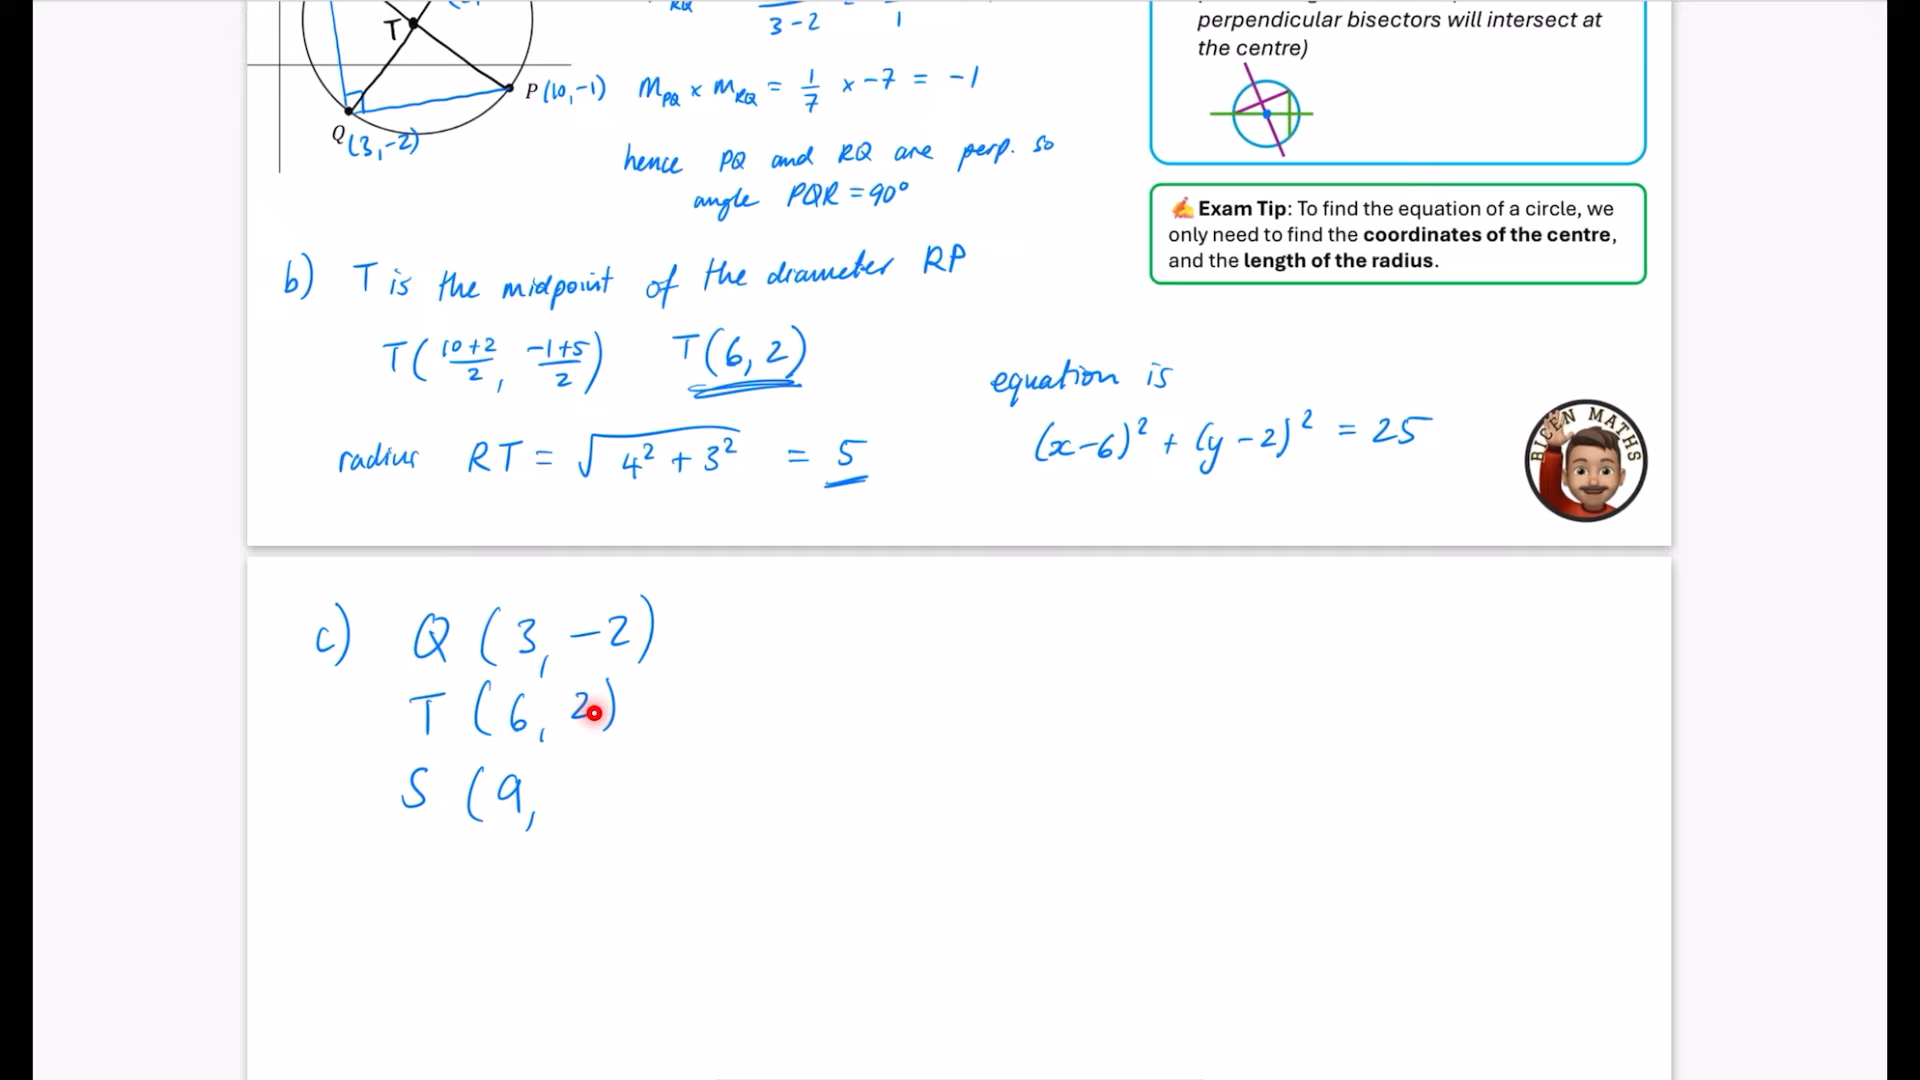 perpendicular bisectors will intersect at
the centre)
3-2 1
T
P (10,-1) M_PQ × M_RQ = 1/7 × -7 = -1
Q (3,-2)
hence PQ and RQ are perp. so
angle PQR = 90°
✍️ Exam Tip: To find the equation of a circle, we
only need to find the coordinates of the centre,
and the length of the radius.
b) T is the midpoint of the diameter RP
T( 10+2/2, -1+5/2 ) T(6, 2)
radius RT = √4² + 3² = 5
equation is
(x-6)² + (y-2)² = 25
BICEN MATHS
c) Q (3, -2)
T (6, 2)
S (9,